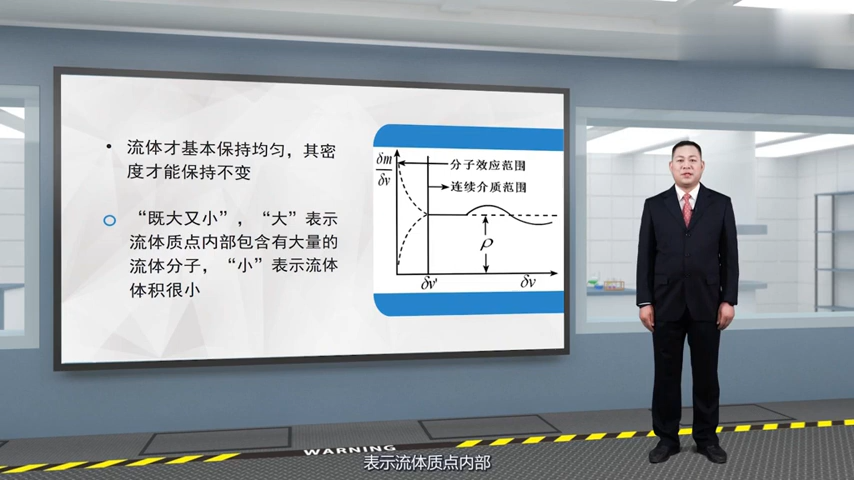 流体才基本保持均匀，其密
度才能保持不变
“既大又小”，“大”表示
流体质点内部包含有大量的
流体分子，“小”表示流体
体积很小
δm
δv
分子效应范围
连续介质范围
ρ
δv'
δv
WARNING
表示流体质点内部